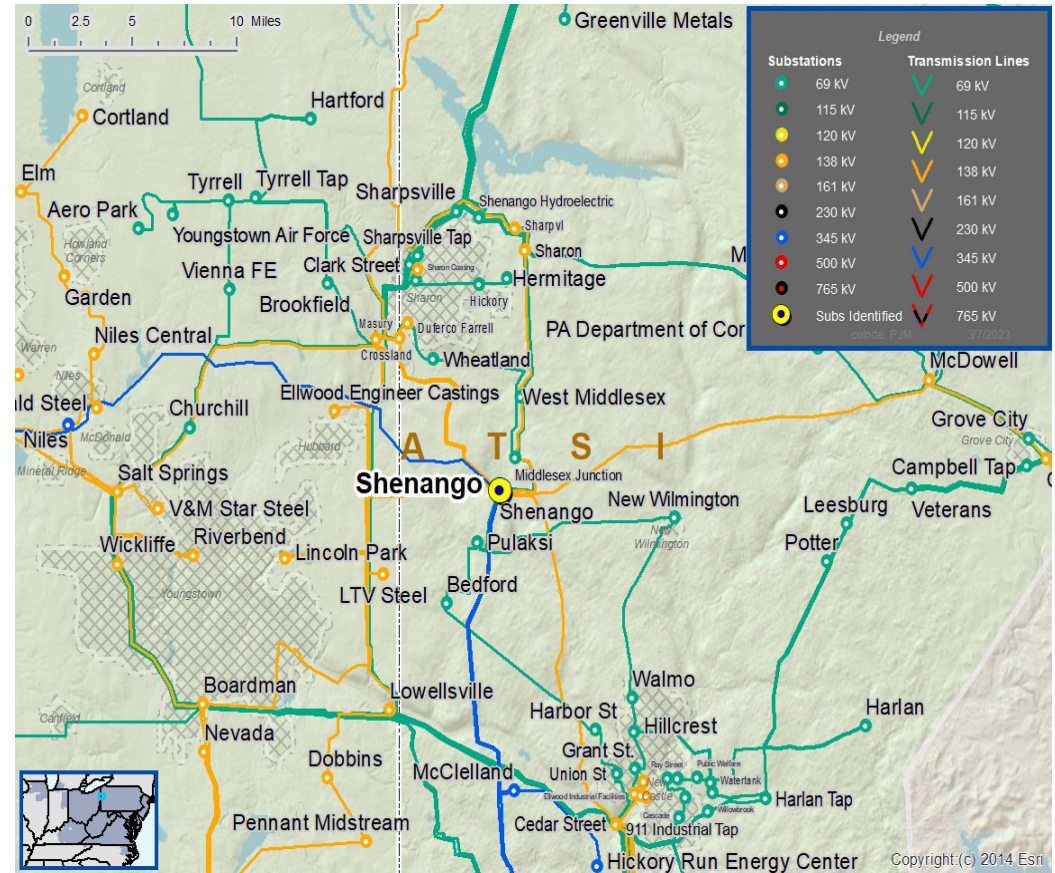 0 2.5 5 10 Miles
Greenville Metals
Legend
Substations Transmission Lines
69 kV 69 kV
115 kV 115 kV
120 kV 120 kV
138 kV 138 kV
161 kV 161 kV
230 kV 230 kV
345 kV 345 kV
500 kV 500 kV
765 kV 765 kV
Subs Identified
colode, PJM 3/7/2023
Cortland
Cortland
Hartford
Elm
Tyrrell
Tyrrell Tap
Sharpsville
Shenango Hydroelectric
Aero Park
Sharpvl
Youngstown Air Force
Sharpsville Tap
Howland
Corners
Sharon
M
Clark Street
Sharon Coating
Vienna FE
Hermitage
Garden
Brookfield
Sharon
Hickory
Niles Central
Masury
Duferco Farrell
PA Department of Cor
Warren
Crossland
Wheatland
McDowell
Niles
Ellwood Engineer Castings
West Middlesex
ald Steel
Churchill
Grove City
Niles
McDonald
Hubbard
A T S I
Grove City
Mineral Ridge
Salt Springs
Middlesex Junction
Campbell Tap
Shenango
New Wilmington
V&M Star Steel
Shenango
Leesburg
Veterans
Wickliffe
Riverbend
New
Wilmington
Lincoln Park
Pulaksi
Potter
Youngstown
LTV Steel
Bedford
Boardman
Lowellsville
Walmo
Canfield
Harbor St
Harlan
Nevada
Hillcrest
Dobbins
Grant St.
McClelland
Union St
Ray Street
Public Welfare
New
Castle
Watertank
Ellwood Industrial Facilities
Harlan Tap
Pennant Midstream
Cascade
Willowbrook
Cedar Street
911 Industrial Tap
Hickory Run Energy Center
Copyright:(c) 2014 Esri